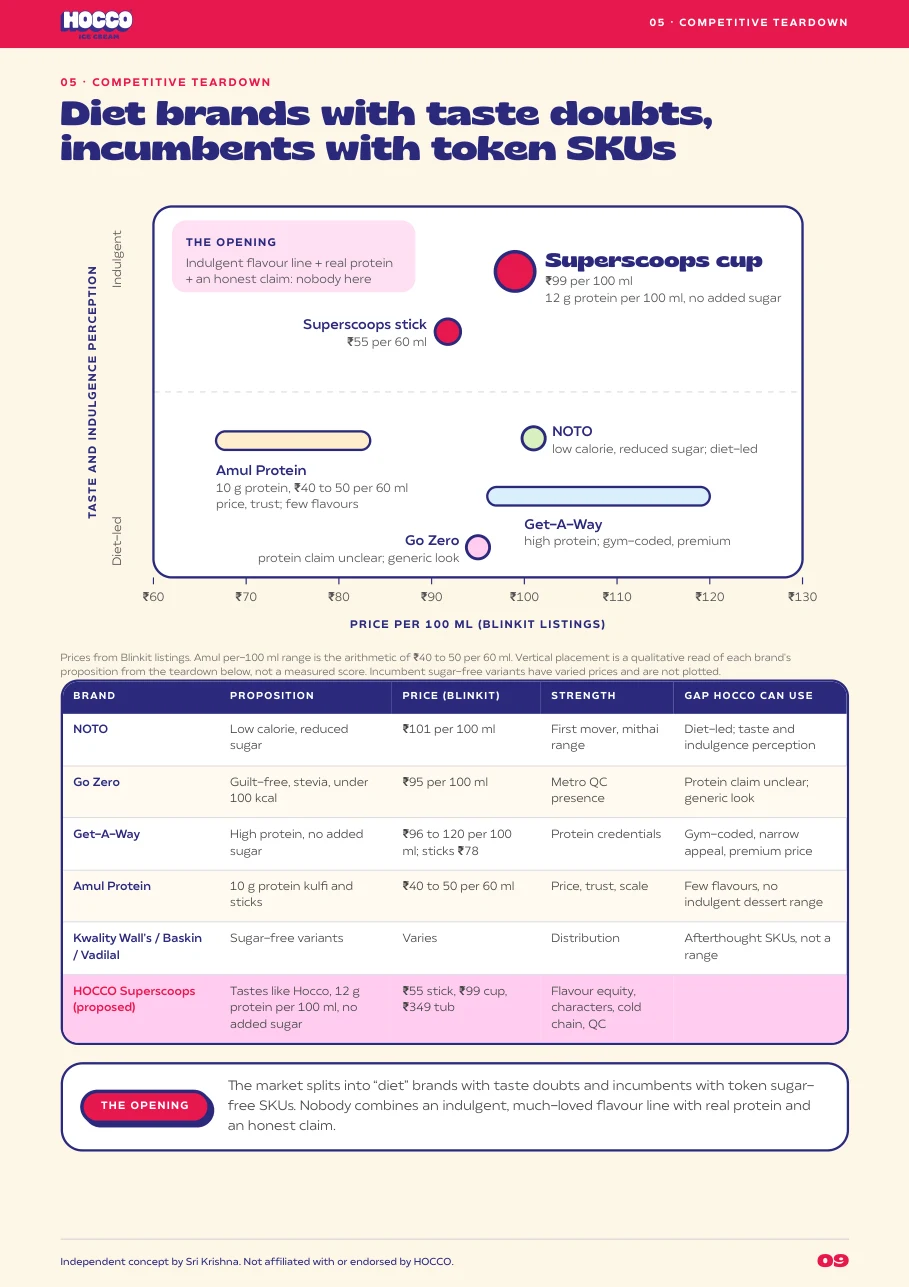 HOCCO
ICE CREAM
05 · COMPETITIVE TEARDOWN
05 · COMPETITIVE TEARDOWN
Diet brands with taste doubts,
incumbents with token SKUs
TASTE AND INDULGENCE PERCEPTION
Indulgent
Diet-led
THE OPENING
Indulgent flavour line + real protein
+ an honest claim: nobody here
Superscoops cup
₹99 per 100 ml
12 g protein per 100 ml, no added sugar
Superscoops stick
₹55 per 60 ml
NOTO
low calorie, reduced sugar; diet-led
Amul Protein
10 g protein, ₹40 to 50 per 60 ml
price, trust; few flavours
Get-A-Way
high protein; gym-coded, premium
Go Zero
protein claim unclear; generic look
₹60 ₹70 ₹80 ₹90 ₹100 ₹110 ₹120 ₹130
PRICE PER 100 ML (BLINKIT LISTINGS)
Prices from Blinkit listings. Amul per-100 ml range is the arithmetic of ₹40 to 50 per 60 ml. Vertical placement is a qualitative read of each brand's
proposition from the teardown below, not a measured score. Incumbent sugar-free variants have varied prices and are not plotted.
BRAND PROPOSITION PRICE (BLINKIT) STRENGTH GAP HOCCO CAN USE
NOTO Low calorie, reduced ₹101 per 100 ml First mover, mithai Diet-led; taste and
sugar range indulgence perception
Go Zero Guilt-free, stevia, under ₹95 per 100 ml Metro QC Protein claim unclear;
100 kcal presence generic look
Get-A-Way High protein, no added ₹96 to 120 per 100 Protein credentials Gym-coded, narrow
sugar ml; sticks ₹78 appeal, premium price
Amul Protein 10 g protein kulfi and ₹40 to 50 per 60 ml Price, trust, scale Few flavours, no
sticks indulgent dessert range
Kwality Wall's / Baskin Sugar-free variants Varies Distribution Afterthought SKUs, not a
/ Vadilal range
HOCCO Superscoops Tastes like Hocco, 12 g ₹55 stick, ₹99 cup, Flavour equity,
(proposed) protein per 100 ml, no ₹349 tub characters, cold
added sugar chain, QC
THE OPENING
The market splits into "diet" brands with taste doubts and incumbents with token sugar-
free SKUs. Nobody combines an indulgent, much-loved flavour line with real protein and
an honest claim.
Independent concept by Sri Krishna. Not affiliated with or endorsed by HOCCO.
09